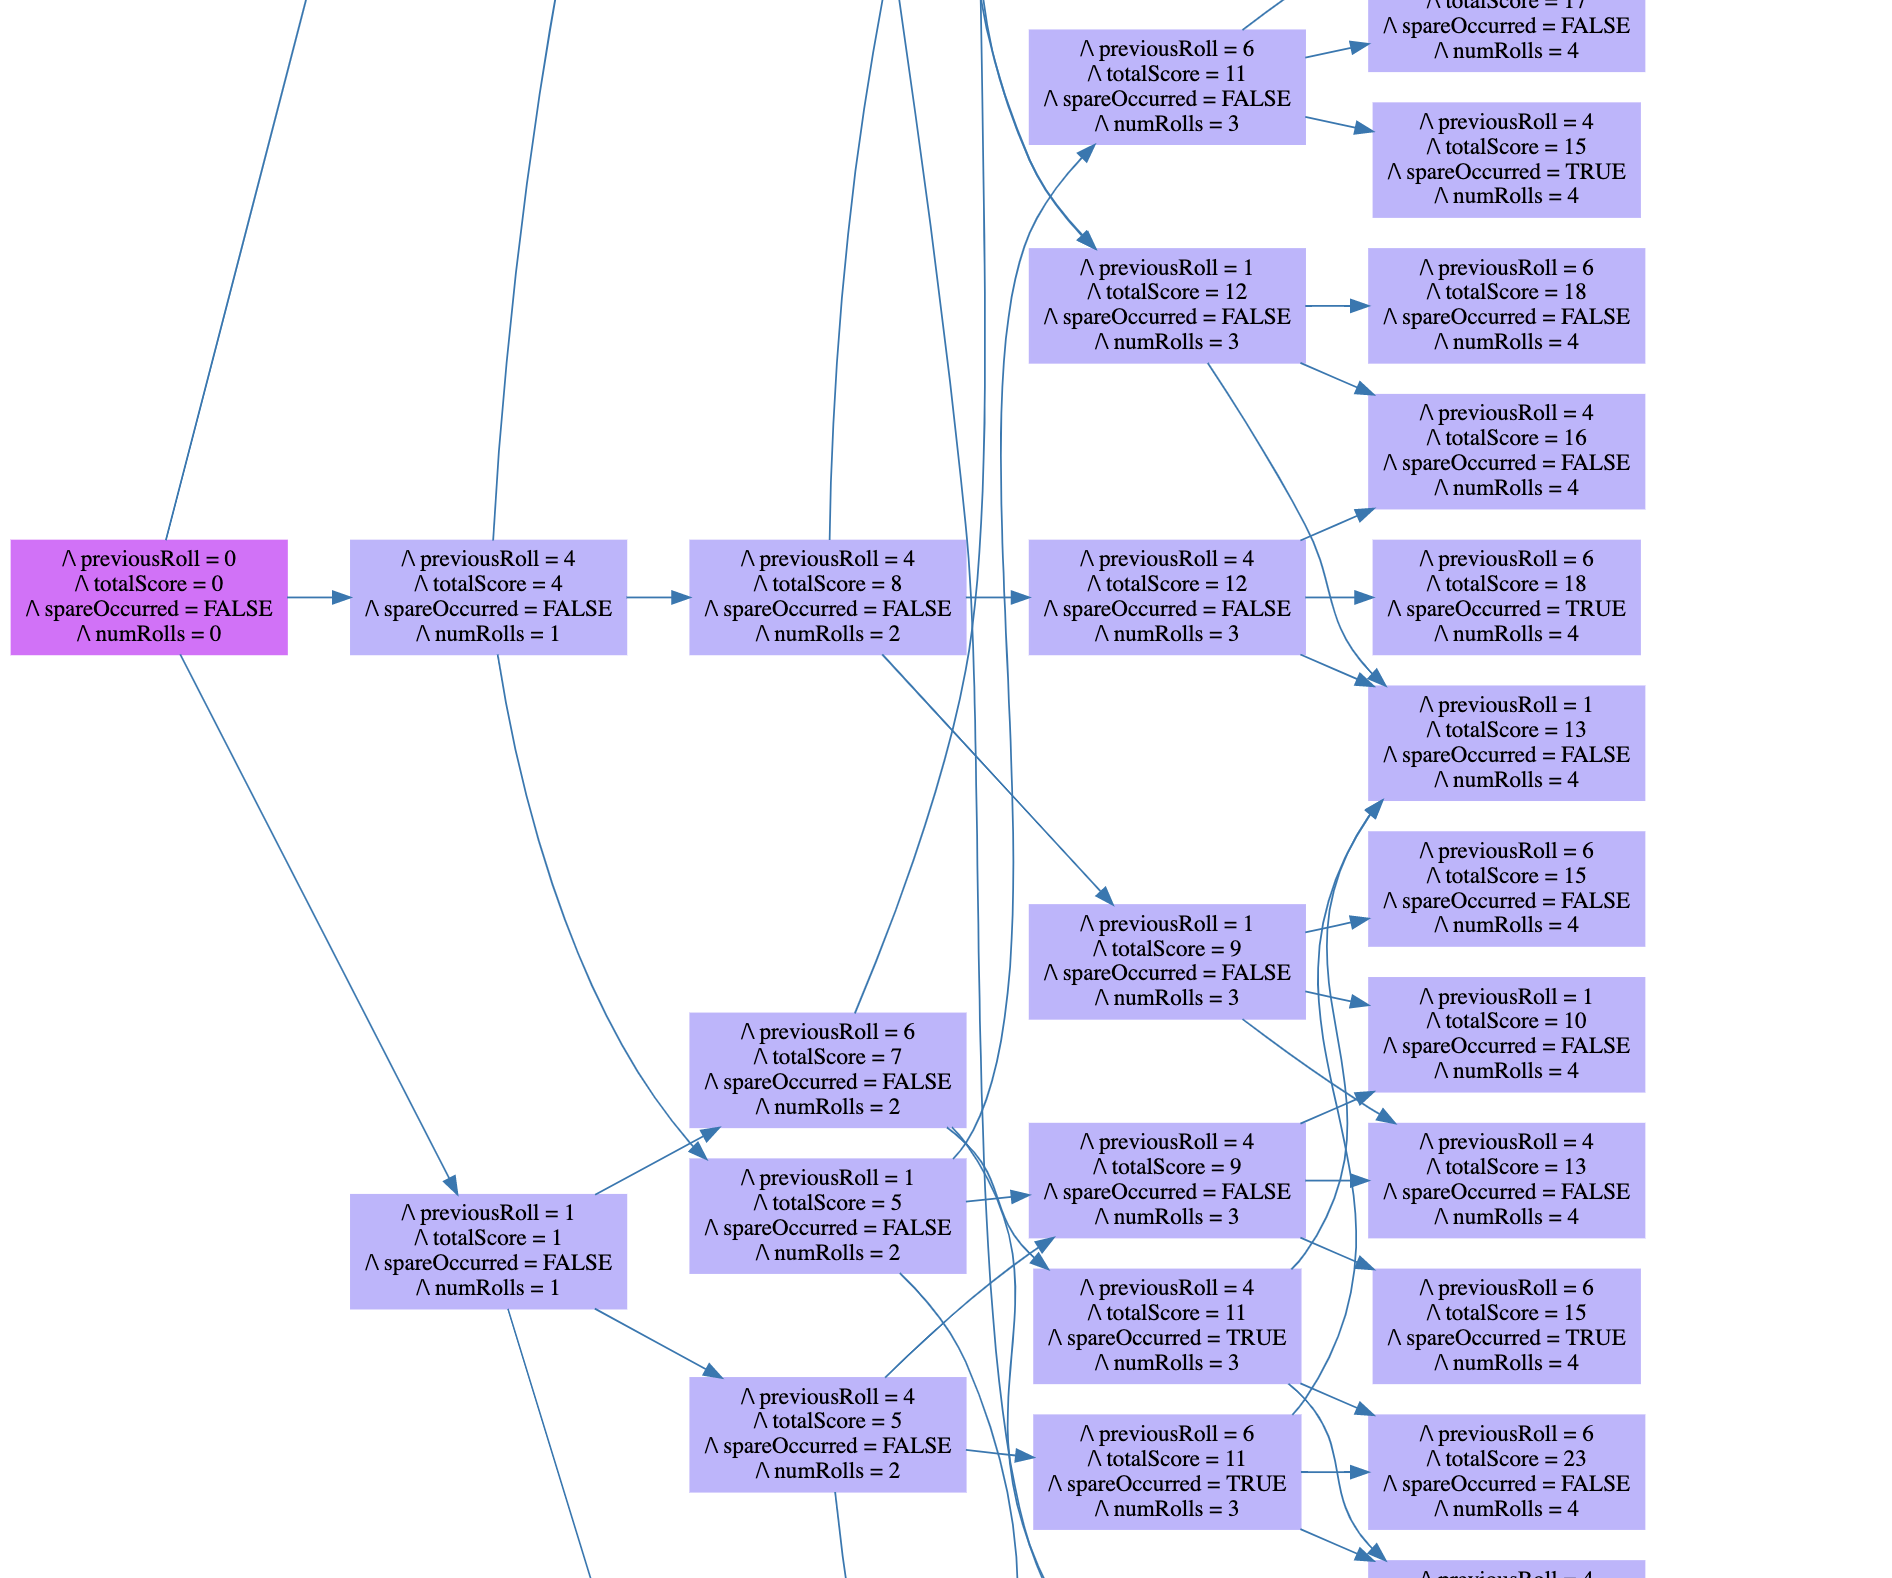 /\ previousRoll = 0
/\ totalScore = 0
/\ spareOccurred = FALSE
/\ numRolls = 0
/\ previousRoll = 4
/\ totalScore = 4
/\ spareOccurred = FALSE
/\ numRolls = 1
/\ previousRoll = 1
/\ totalScore = 1
/\ spareOccurred = FALSE
/\ numRolls = 1
/\ previousRoll = 4
/\ totalScore = 8
/\ spareOccurred = FALSE
/\ numRolls = 2
/\ previousRoll = 6
/\ totalScore = 7
/\ spareOccurred = FALSE
/\ numRolls = 2
/\ previousRoll = 1
/\ totalScore = 5
/\ spareOccurred = FALSE
/\ numRolls = 2
/\ previousRoll = 4
/\ totalScore = 5
/\ spareOccurred = FALSE
/\ numRolls = 2
/\ previousRoll = 6
/\ totalScore = 11
/\ spareOccurred = FALSE
/\ numRolls = 3
/\ previousRoll = 1
/\ totalScore = 12
/\ spareOccurred = FALSE
/\ numRolls = 3
/\ previousRoll = 4
/\ totalScore = 12
/\ spareOccurred = FALSE
/\ numRolls = 3
/\ previousRoll = 1
/\ totalScore = 9
/\ spareOccurred = FALSE
/\ numRolls = 3
/\ previousRoll = 4
/\ totalScore = 9
/\ spareOccurred = FALSE
/\ numRolls = 3
/\ previousRoll = 4
/\ totalScore = 11
/\ spareOccurred = TRUE
/\ numRolls = 3
/\ previousRoll = 6
/\ totalScore = 11
/\ spareOccurred = TRUE
/\ numRolls = 3
/\ totalScore = 17
/\ spareOccurred = FALSE
/\ numRolls = 4
/\ previousRoll = 4
/\ totalScore = 15
/\ spareOccurred = TRUE
/\ numRolls = 4
/\ previousRoll = 6
/\ totalScore = 18
/\ spareOccurred = FALSE
/\ numRolls = 4
/\ previousRoll = 4
/\ totalScore = 16
/\ spareOccurred = FALSE
/\ numRolls = 4
/\ previousRoll = 6
/\ totalScore = 18
/\ spareOccurred = TRUE
/\ numRolls = 4
/\ previousRoll = 1
/\ totalScore = 13
/\ spareOccurred = FALSE
/\ numRolls = 4
/\ previousRoll = 6
/\ totalScore = 15
/\ spareOccurred = FALSE
/\ numRolls = 4
/\ previousRoll = 1
/\ totalScore = 10
/\ spareOccurred = FALSE
/\ numRolls = 4
/\ previousRoll = 4
/\ totalScore = 13
/\ spareOccurred = FALSE
/\ numRolls = 4
/\ previousRoll = 6
/\ totalScore = 15
/\ spareOccurred = TRUE
/\ numRolls = 4
/\ previousRoll = 6
/\ totalScore = 23
/\ spareOccurred = FALSE
/\ numRolls = 4
/\ previousRoll = 4